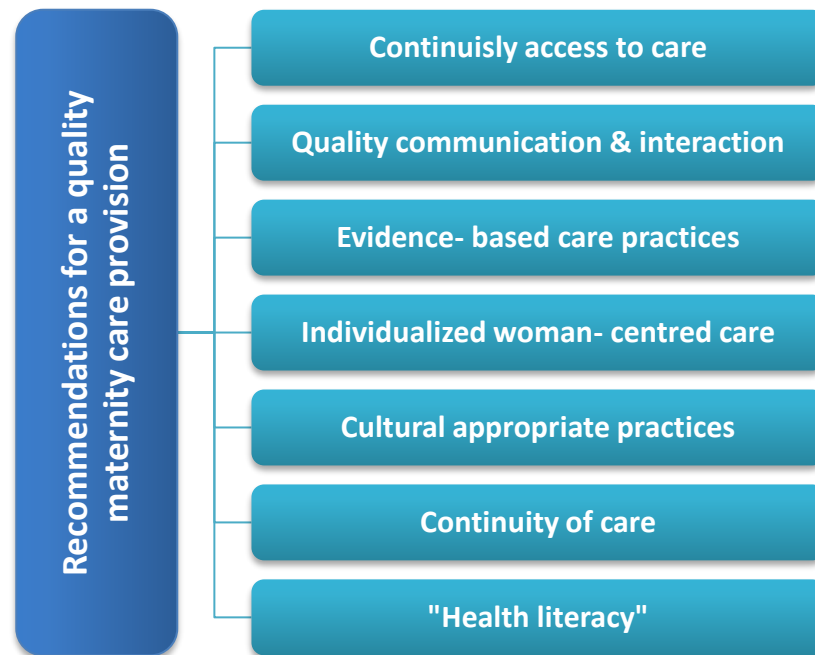 Recommendations for a quality
maternity care provision
Continuisly access to care
Quality communication & interaction
Evidence- based care practices
Individualized woman- centred care
Cultural appropriate practices
Continuity of care
"Health literacy"